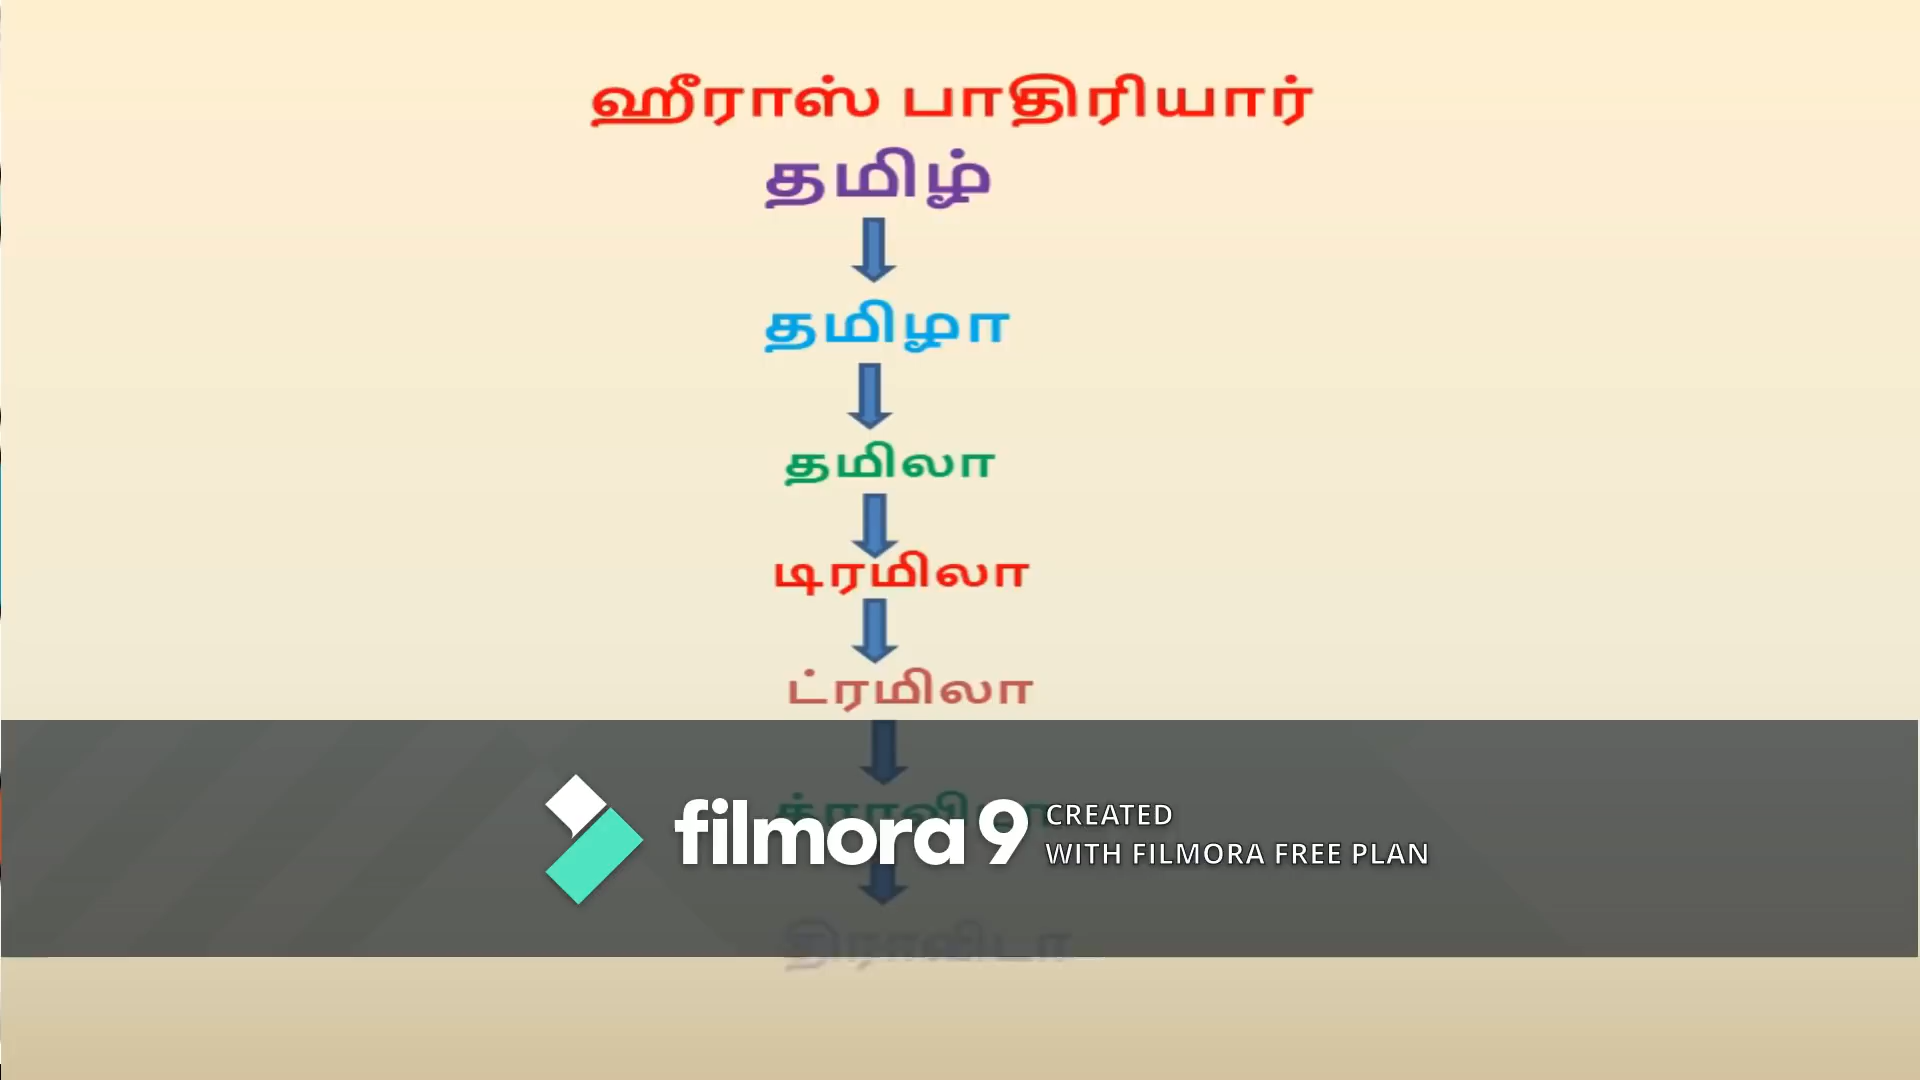 ஹீராஸ் பாதிரியார்
தமிழ்
தமிழா
தமிலா
டிரமிலா
ட்ரமிலா
filmora 9 CREATED
WITH FILMORA FREE PLAN
திராவிடா